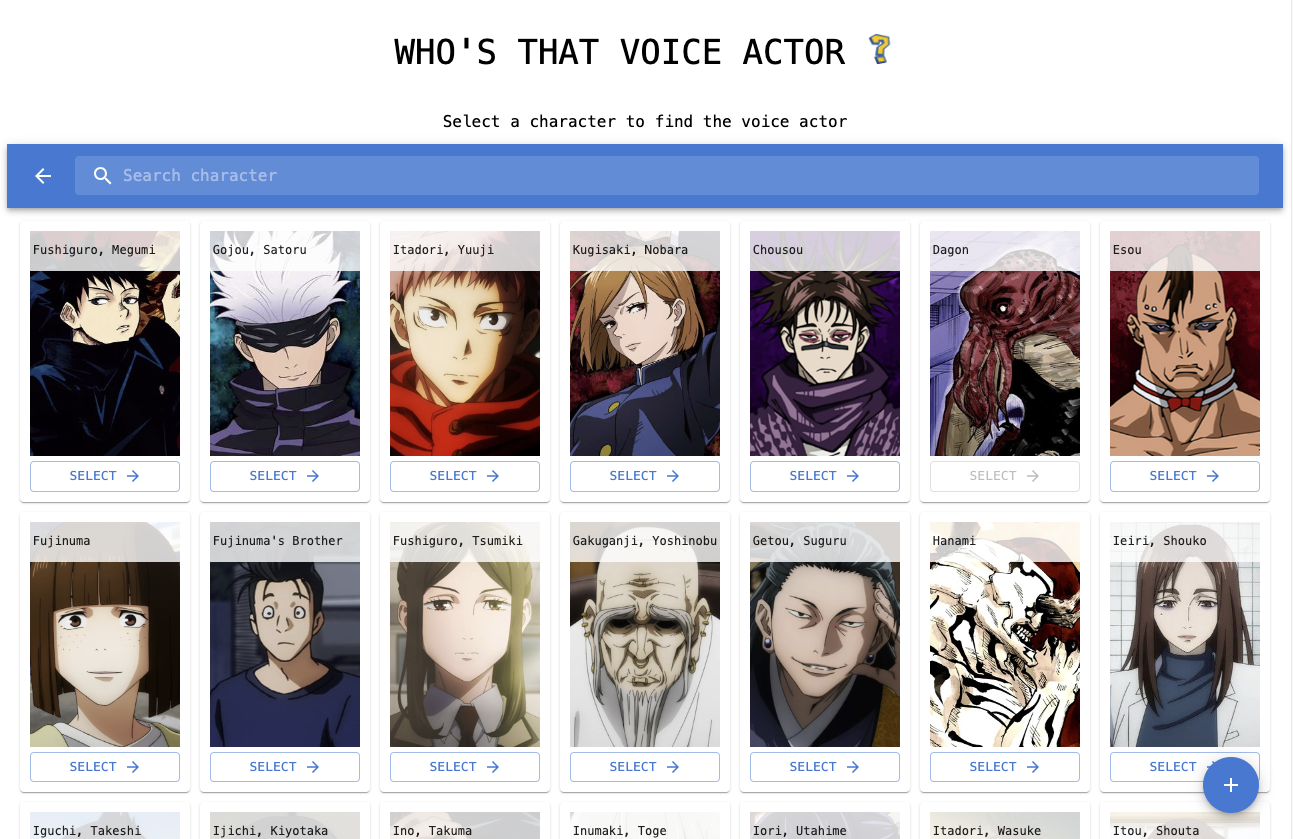 WHO'S THAT VOICE ACTOR
Select a character to find the voice actor
Search character
Fushiguro, Megumi
Gojou, Satoru
Itadori, Yuuji
Kugisaki, Nobara
Chousou
Dagon
Esou
SELECT
SELECT
SELECT
SELECT
SELECT
SELECT
SELECT
Fujinuma
Fujinuma's Brother
Fushiguro, Tsumiki
Gakuganji, Yoshinobu
Getou, Suguru
Hanami
Ieiri, Shouko
SELECT
SELECT
SELECT
SELECT
SELECT
SELECT
SELECT
Iguchi, Takeshi
Ijichi, Kiyotaka
Ino, Takuma
Inumaki, Toge
Iori, Utahime
Itadori, Wasuke
Itou, Shouta